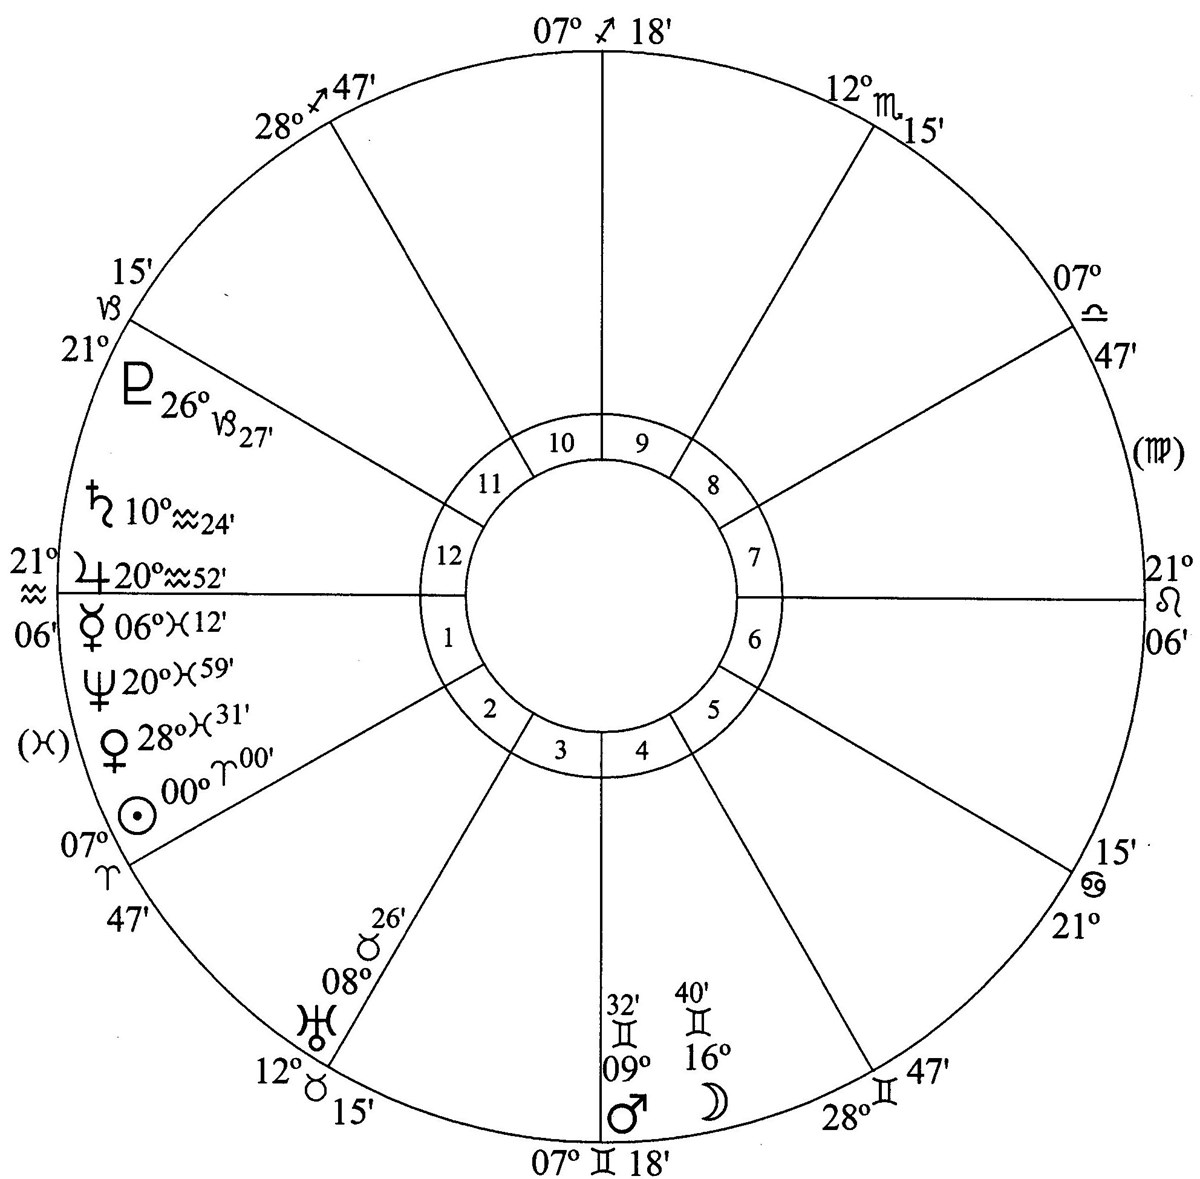 07º ♐ 18'
28º ♐ 47'
12º ♏ 15'
15' ♑ 21º
07º ♎ 47'
♇ 26º ♑ 27'
(♍)
♄ 10º ♒ 24'
21º ♒ 06'
♃ 20º ♒ 52'
21º ♌ 06'
☿ 06º ♓ 12'
♆ 20º ♓ 59'
(♓)
♀ 28º ♓ 31'
☉ 00º ♈ 00'
07º ♈ 47'
15' ♋ 21º
♅ 08º ♉ 26'
12º ♉ 15'
32' ♊ 09º ♂
40' ♊ 16º ☽
28º ♊ 47'
07º ♊ 18'
10
9
11
8
12
7
1
6
2
5
3
4